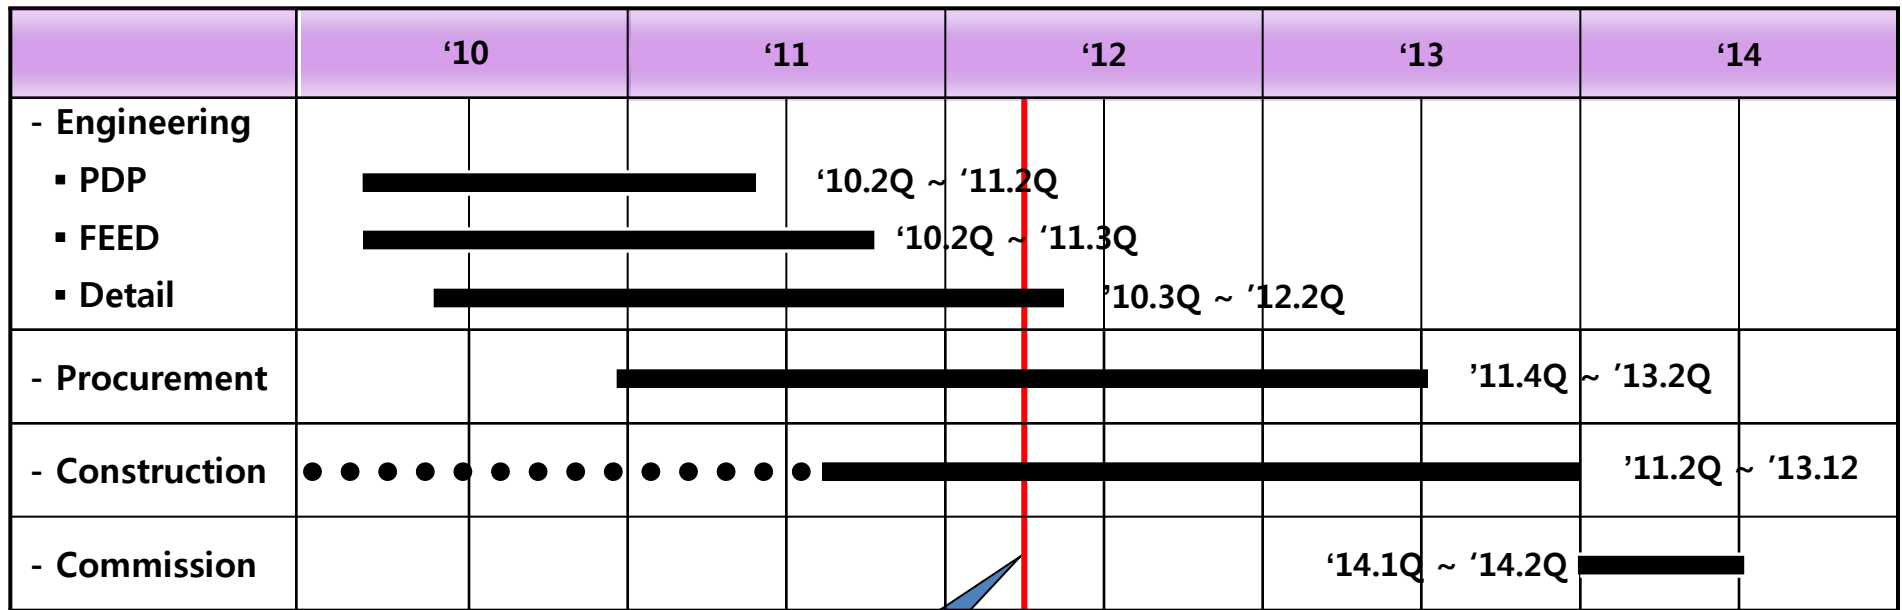 ‘10 ‘11 ‘12 ‘13 ‘14
- Engineering
▪ PDP ‘10.2Q ~ ‘11.2Q
▪ FEED ‘10.2Q ~ ‘11.3Q
▪ Detail ’10.3Q ~ ’12.2Q
- Procurement ’11.4Q ~ ’13.2Q
- Construction ’11.2Q ~ ’13.12
- Commission ‘14.1Q ~ ‘14.2Q